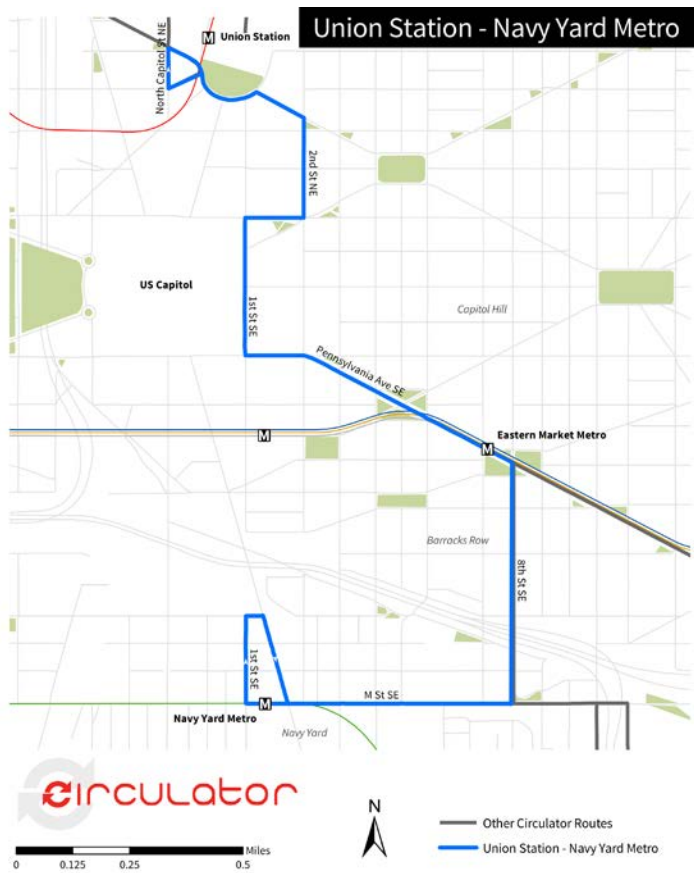 Union Station - Navy Yard Metro
M Union Station
North Capitol St NE
2nd St NE
US Capitol
1st St SE
Capitol Hill
Pennsylvania Ave SE
M
M
Eastern Market Metro
Barracks Row
8th St SE
1st St SE
M St SE
Navy Yard Metro M
Navy Yard
circulator
N
Miles
0 0.125 0.25 0.5
Other Circulator Routes
Union Station - Navy Yard Metro